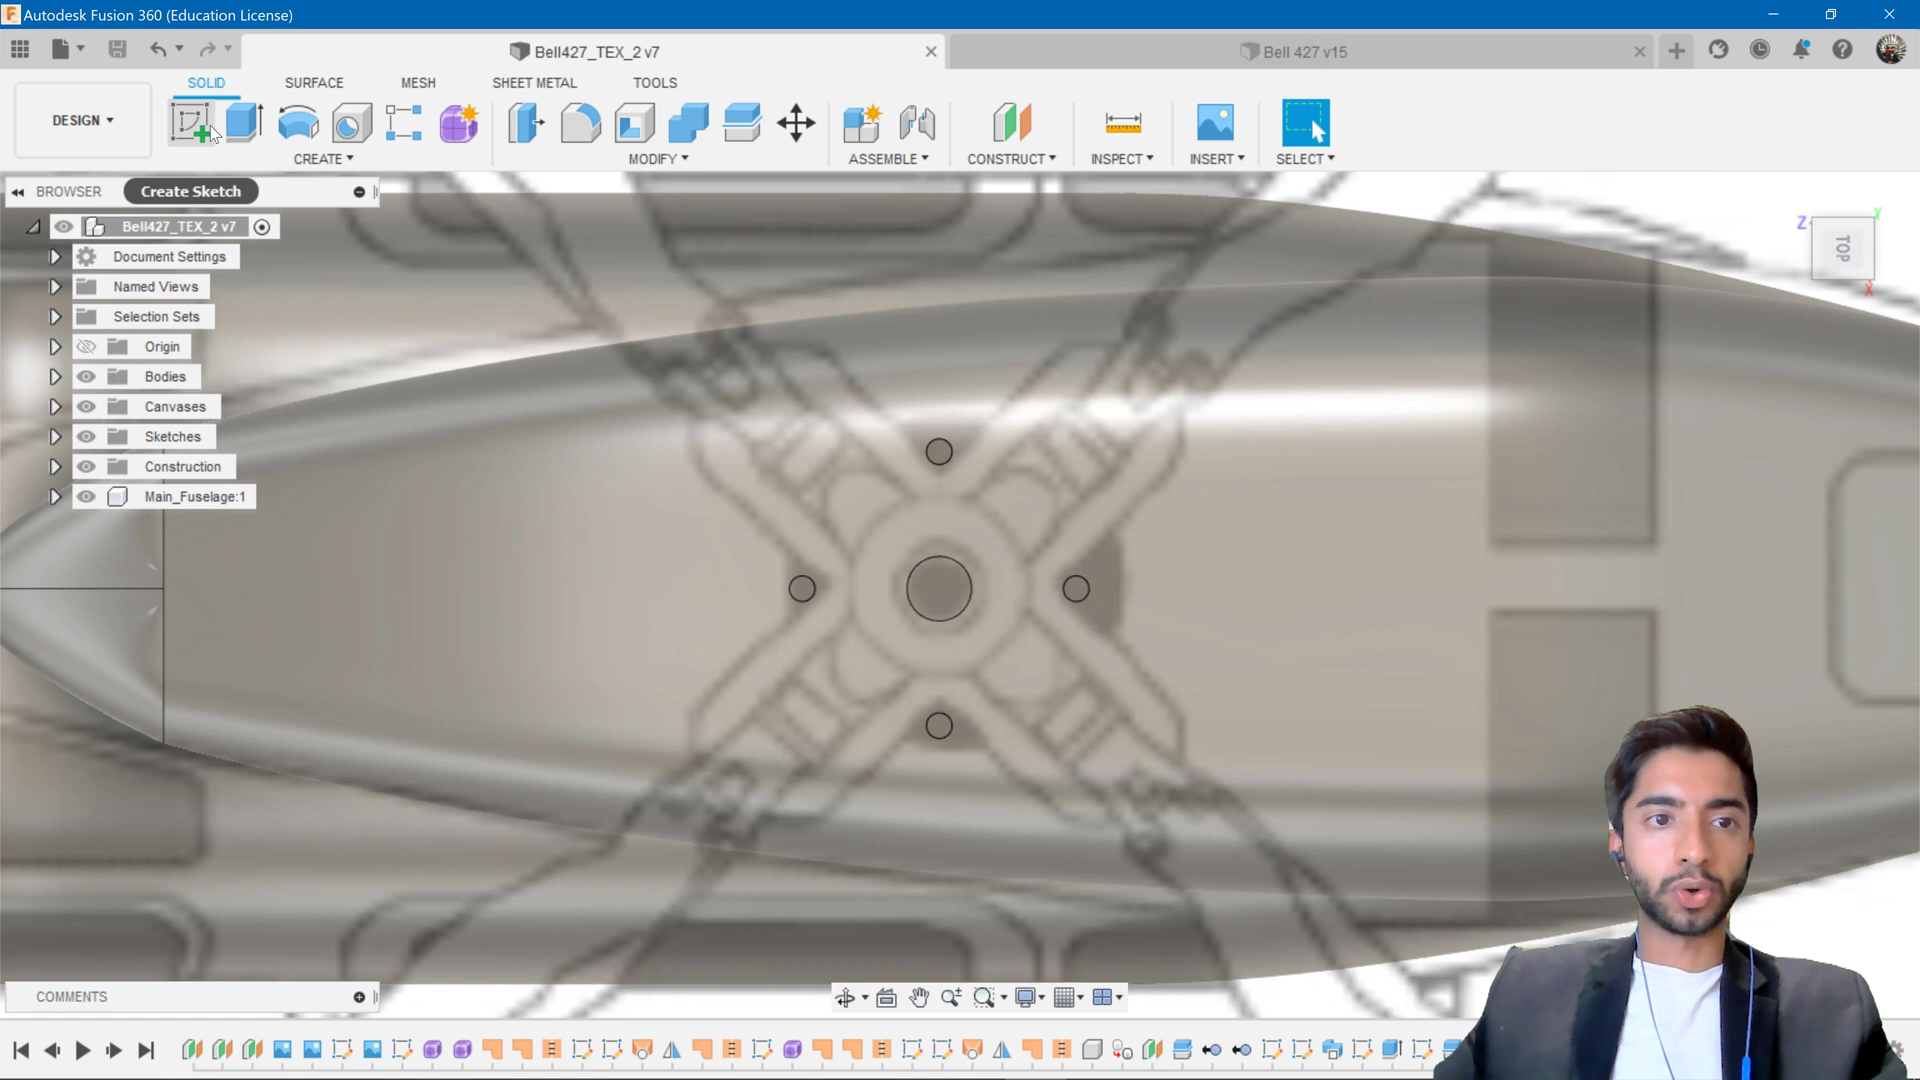 Autodesk Fusion 360 (Education License)
Bell427_TEX_2 v7
Bell 427 v15
SOLID
SURFACE
MESH
SHEET METAL
TOOLS
DESIGN
CREATE
MODIFY
ASSEMBLE
CONSTRUCT
INSPECT
INSERT
SELECT
BROWSER
Create Sketch
Bell427_TEX_2 v7
Document Settings
Named Views
Selection Sets
Origin
Bodies
Canvases
Sketches
Construction
Main_Fuselage:1
Z
Y
TOP
X
COMMENTS